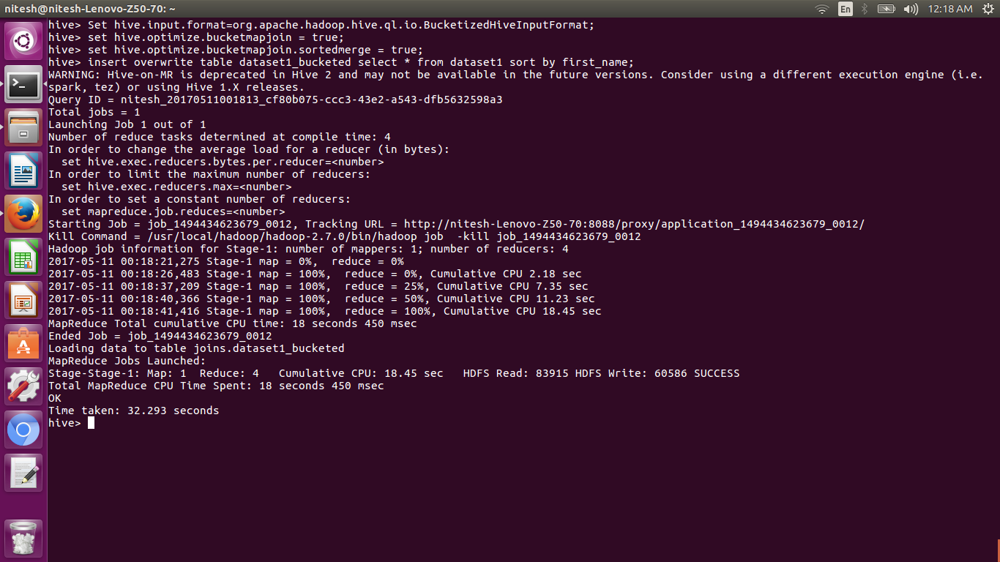 nitesh@nitesh-Lenovo-Z50-70: ~
En
12:18 AM
hive> Set hive.input.format=org.apache.hadoop.hive.ql.io.BucketizedHiveInputFormat;
hive> set hive.optimize.bucketmapjoin = true;
hive> set hive.optimize.bucketmapjoin.sortedmerge = true;
hive> insert overwrite table dataset1_bucketed select * from dataset1 sort by first_name;
WARNING: Hive-on-MR is deprecated in Hive 2 and may not be available in the future versions. Consider using a different execution engine (i.e.
spark, tez) or using Hive 1.X releases.
Query ID = nitesh_20170511001813_cf80b075-ccc3-43e2-a543-dfb5632598a3
Total jobs = 1
Launching Job 1 out of 1
Number of reduce tasks determined at compile time: 4
In order to change the average load for a reducer (in bytes):
  set hive.exec.reducers.bytes.per.reducer=<number>
In order to limit the maximum number of reducers:
  set hive.exec.reducers.max=<number>
In order to set a constant number of reducers:
  set mapreduce.job.reduces=<number>
Starting Job = job_1494434623679_0012, Tracking URL = http://nitesh-Lenovo-Z50-70:8088/proxy/application_1494434623679_0012/
Kill Command = /usr/local/hadoop/hadoop-2.7.0/bin/hadoop job  -kill job_1494434623679_0012
Hadoop job information for Stage-1: number of mappers: 1; number of reducers: 4
2017-05-11 00:18:21,275 Stage-1 map = 0%,  reduce = 0%
2017-05-11 00:18:26,483 Stage-1 map = 100%,  reduce = 0%, Cumulative CPU 2.18 sec
2017-05-11 00:18:37,209 Stage-1 map = 100%,  reduce = 25%, Cumulative CPU 7.35 sec
2017-05-11 00:18:40,366 Stage-1 map = 100%,  reduce = 50%, Cumulative CPU 11.23 sec
2017-05-11 00:18:41,416 Stage-1 map = 100%,  reduce = 100%, Cumulative CPU 18.45 sec
MapReduce Total cumulative CPU time: 18 seconds 450 msec
Ended Job = job_1494434623679_0012
Loading data to table joins.dataset1_bucketed
MapReduce Jobs Launched:
Stage-Stage-1: Map: 1  Reduce: 4   Cumulative CPU: 18.45 sec   HDFS Read: 83915 HDFS Write: 60586 SUCCESS
Total MapReduce CPU Time Spent: 18 seconds 450 msec
OK
Time taken: 32.293 seconds
hive>